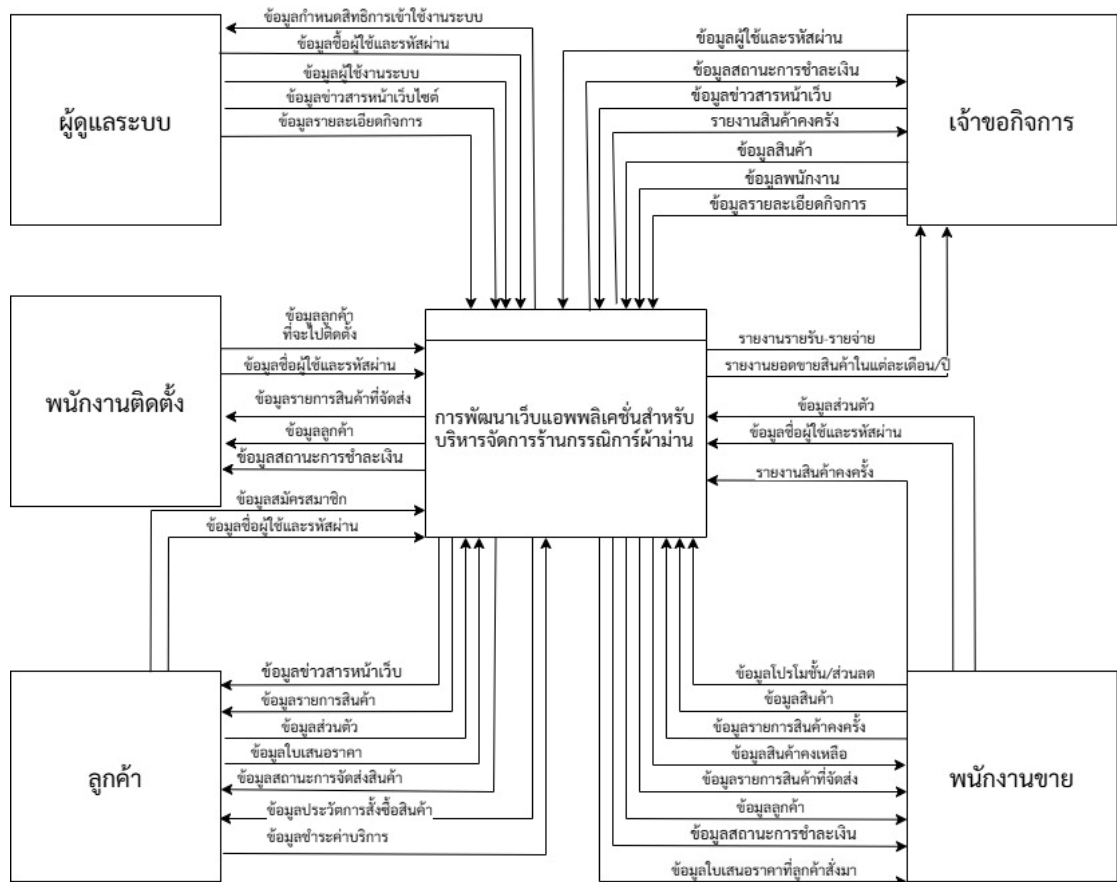 ข้อมูลกำหนดสิทธิการเข้าใช้งานระบบ
ข้อมูลชื่อผู้ใช้และรหัสผ่าน
ข้อมูลผู้ใช้งานระบบ
ข้อมูลข่าวสารหน้าเว็บไซต์
ข้อมูลรายละเอียดกิจการ
ผู้ดูแลระบบ
ข้อมูลผู้ใช้และรหัสผ่าน
ข้อมูลสถานะการชำละเงิน
ข้อมูลข่าวสารหน้าเว็บ
รายงานสินค้าคงครัง
ข้อมูลสินค้า
ข้อมูลพนักงาน
ข้อมูลรายละเอียดกิจการ
เจ้าขอกิจการ
ข้อมูลลูกค้า
ที่จะไปติดตั้ง
ข้อมูลชื่อผู้ใช้และรหัสผ่าน
ข้อมูลรายการสินค้าที่จัดส่ง
ข้อมูลลูกค้า
ข้อมูลสถานะการชำละเงิน
พนักงานติดตั้ง
การพัฒนาเว็บแอพพลิเคชั่นสำหรับ
บริหารจัดการร้านกรรณิการ์ผ้าม่าน
รายงานรายรับ-รายจ่าย
รายงานยอดขายสินค้าในแต่ละเดือน/ปี
ข้อมูลส่วนตัว
ข้อมูลชื่อผู้ใช้และรหัสผ่าน
รายงานสินค้าคงครั้ง
ข้อมูลสมัครสมาชิก
ข้อมูลชื่อผู้ใช้และรหัสผ่าน
ข้อมูลข่าวสารหน้าเว็บ
ข้อมูลรายการสินค้า
ข้อมูลส่วนตัว
ข้อมูลใบเสนอราคา
ข้อมูลสถานะการจัดส่งสินค้า
ข้อมูลประวัตการสั้งซื้อสินค้า
ข้อมูลชำระค่าบริการ
ลูกค้า
ข้อมูลโปรโมชั้น/ส่วนลด
ข้อมูลสินค้า
ข้อมูลรายการสินค้าคงครั้ง
ข้อมูลสินค้าคงเหลือ
ข้อมูลรายการสินค้าที่จัดส่ง
ข้อมูลลูกค้า
ข้อมูลสถานะการชำละเงิน
ข้อมูลใบเสนอราคาที่ลูกค้าสั่งมา
พนักงานขาย